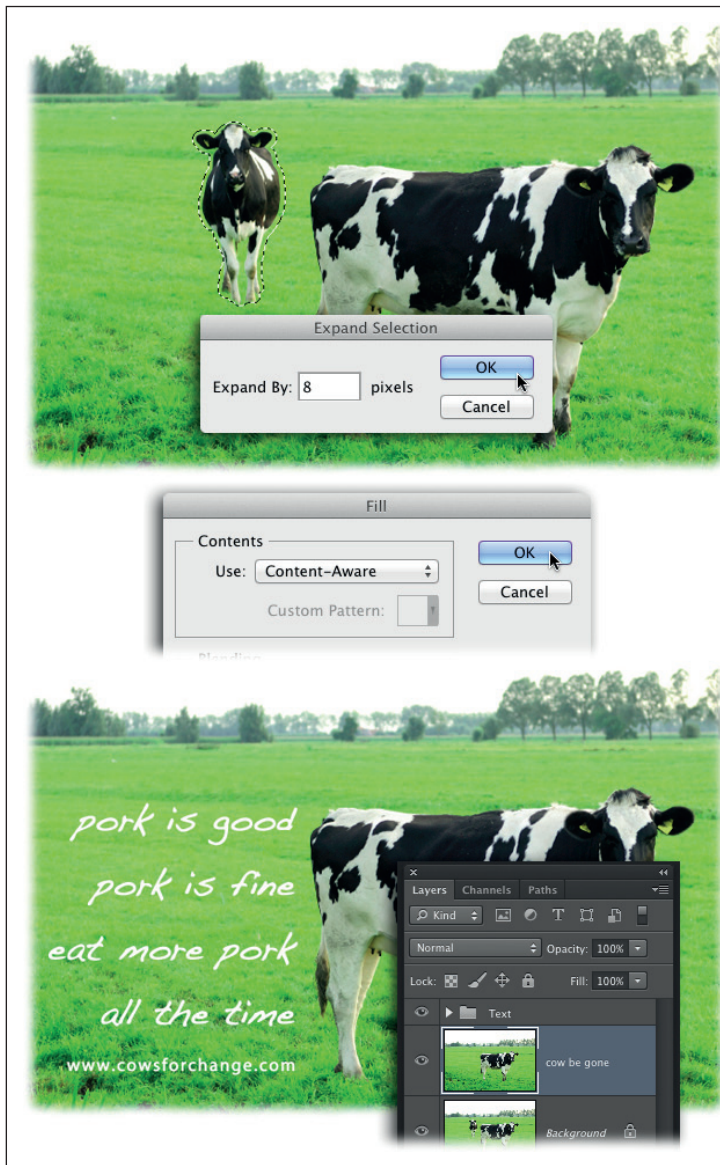 Expand Selection
Expand By: 8 pixels
OK
Cancel
Fill
Contents
Use: Content-Aware
Custom Pattern:
OK
Cancel
Blending
pork is good
pork is fine
eat more pork
all the time
www.cowsforchange.com
Layers Channels Paths
Kind
Normal Opacity: 100%
Lock: Fill: 100%
Text
cow be gone
Background